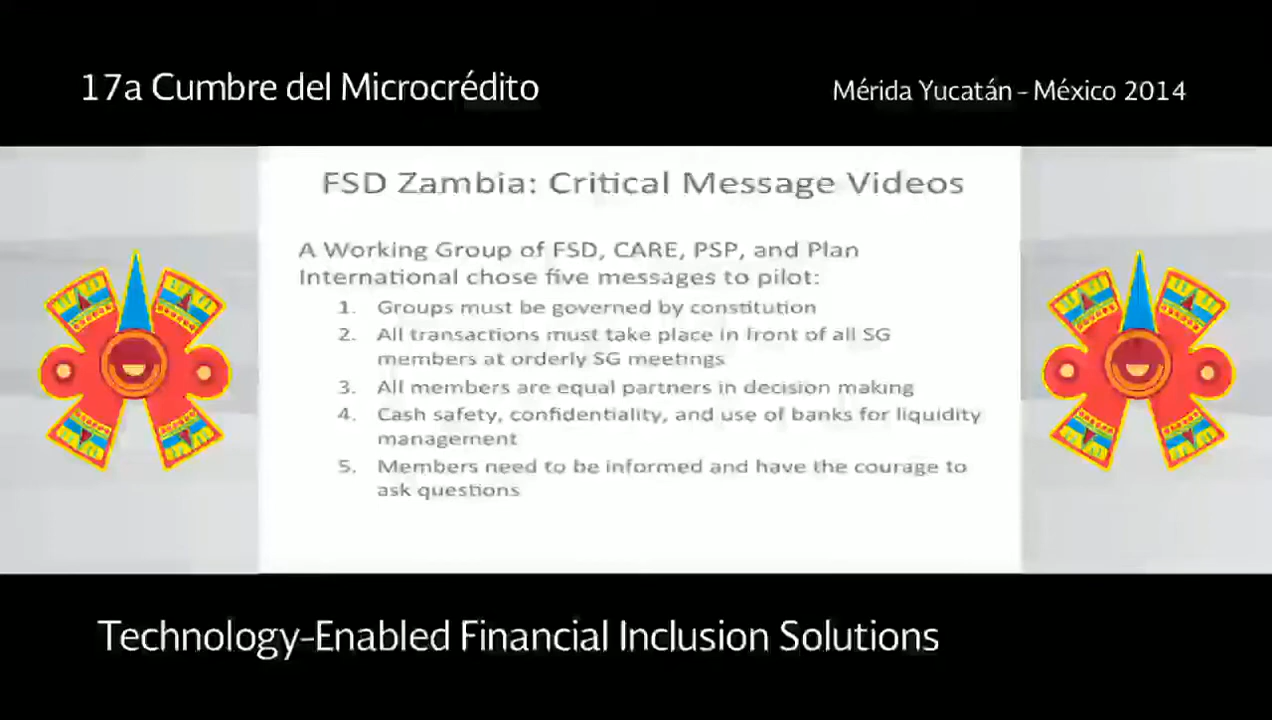 17a Cumbre del Microcrédito
Mérida Yucatán - México 2014
FSD Zambia: Critical Message Videos
A Working Group of FSD, CARE, PSP, and Plan
International chose five messages to pilot:
1. Groups must be governed by constitution
2. All transactions must take place in front of all SG
members at orderly SG meetings
3. All members are equal partners in decision making
4. Cash safety, confidentiality, and use of banks for liquidity
management
5. Members need to be informed and have the courage to
ask questions
Technology-Enabled Financial Inclusion Solutions